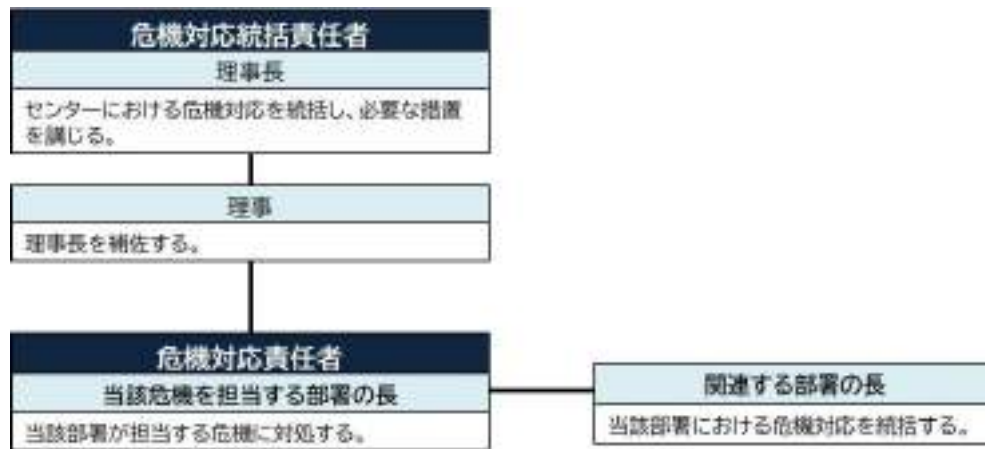 危機対応統括責任者
理事長
センターにおける危機対応を統括し、必要な措置
を講じる。
理事
理事長を補佐する。
危機対応責任者
当該危機を担当する部署の長
当該部署が担当する危機に対処する。
関連する部署の長
当該部署における危機対応を統括する。